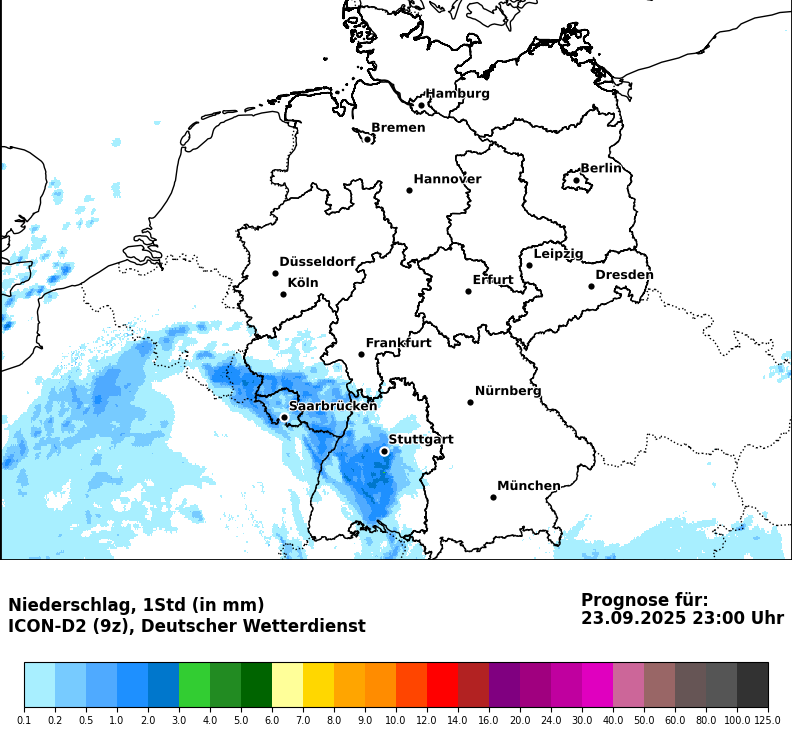 Hamburg
Bremen
Berlin
Hannover
Leipzig
Düsseldorf
Dresden
Köln
Erfurt
Frankfurt
Nürnberg
Saarbrücken
Stuttgart
München
Niederschlag, 1Std (in mm)
ICON-D2 (9z), Deutscher Wetterdienst
Prognose für:
23.09.2025 23:00 Uhr
0.1 0.2 0.5 1.0 2.0 3.0 4.0 5.0 6.0 7.0 8.0 9.0 10.0 12.0 14.0 16.0 20.0 24.0 30.0 40.0 50.0 60.0 80.0 100.0 125.0